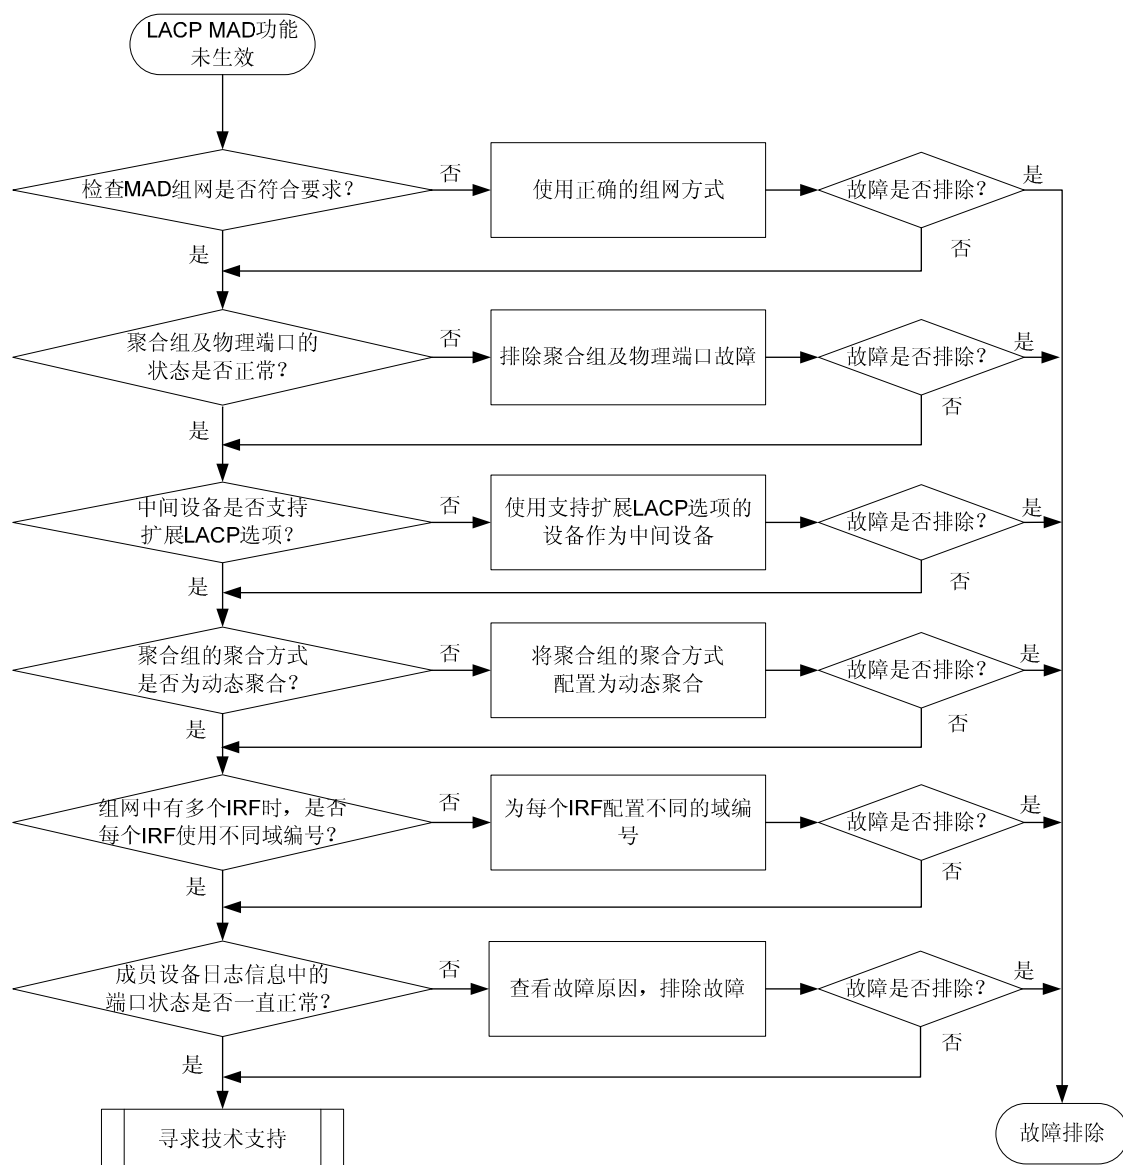 LACP MAD功能
未生效
检查MAD组网是否符合要求？
否
使用正确的组网方式
故障是否排除？
是
是
否
聚合组及物理端口的
状态是否正常？
否
排除聚合组及物理端口故障
故障是否排除？
是
是
否
中间设备是否支持
扩展LACP选项？
否
使用支持扩展LACP选项的
设备作为中间设备
故障是否排除？
是
是
否
聚合组的聚合方式
是否为动态聚合？
否
将聚合组的聚合方式
配置为动态聚合
故障是否排除？
是
是
否
组网中有多个IRF时，是否
每个IRF使用不同域编号？
否
为每个IRF配置不同的域编
号
故障是否排除？
是
是
否
成员设备日志信息中的
端口状态是否一直正常？
否
查看故障原因，排除故障
故障是否排除？
是
是
否
寻求技术支持
故障排除